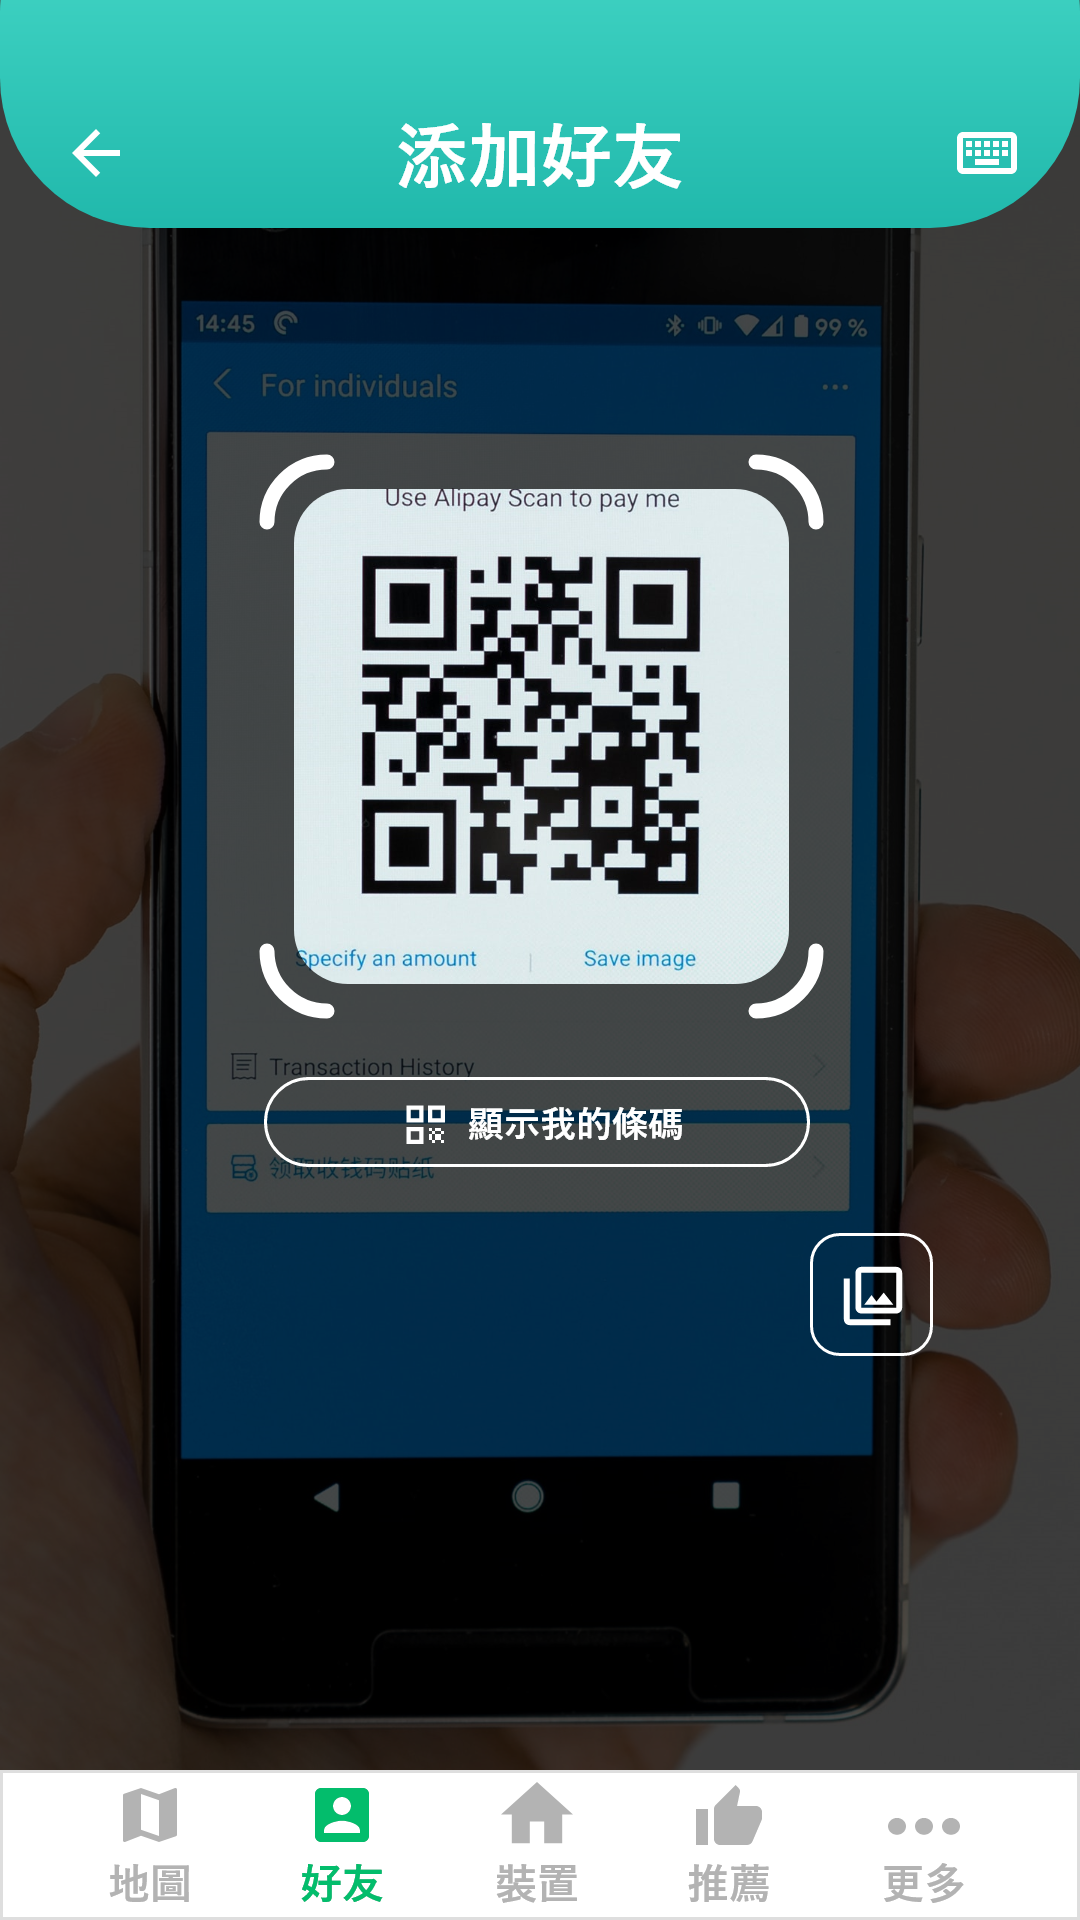 添加好友
14:45
99 %
For individuals
Use Alipay Scan to pay me
Specify an amount | Save image
Transaction History
顯示我的條碼
领取收钱码贴纸
地圖
好友
裝置
推薦
更多